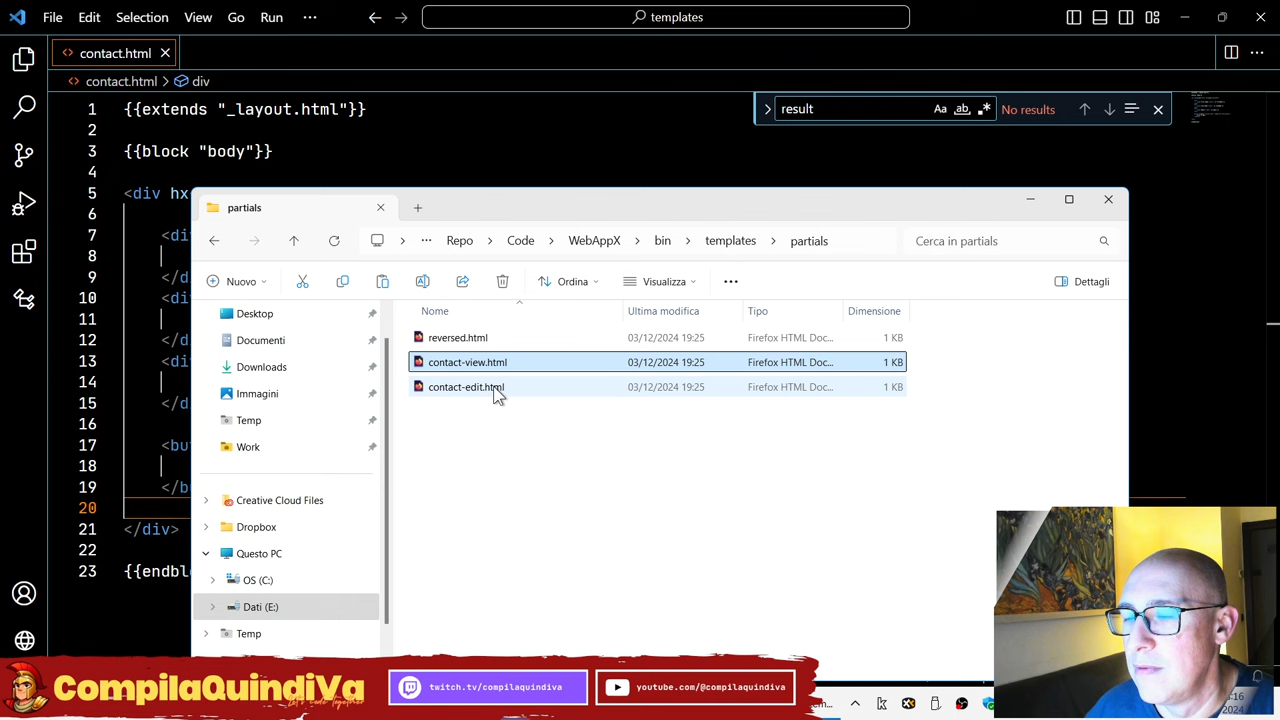 File Edit Selection View Go Run ··· templates
contact.html
contact.html > div
result Aa ab No results
1 {{extends "_layout.html"}}
2
3 {{block "body"}}
4
5 <div hx
6
7 <di
8
9 </d
10 <di
11
12 </d
13 <di
14
15 </d
16
17 <bu
18
19 </b
20
21 </div>
22
23 {{endbl
partials
Repo > Code > WebAppX > bin > templates > partials
Cerca in partials
Nuovo Ordina Visualizza ··· Dettagli
Nome Ultima modifica Tipo Dimensione
reversed.html 03/12/2024 19:25 Firefox HTML Doc... 1 KB
contact-view.html 03/12/2024 19:25 Firefox HTML Doc... 1 KB
contact-edit.html 03/12/2024 19:25 Firefox HTML Doc... 1 KB
Desktop
Documenti
Downloads
Immagini
Temp
Work
Creative Cloud Files
Dropbox
Questo PC
OS (C:)
Dati (E:)
Temp
CompilaQuindiVa
Let's Code Together
twitch.tv/compilaquindiva
youtube.com/@compilaquindiva